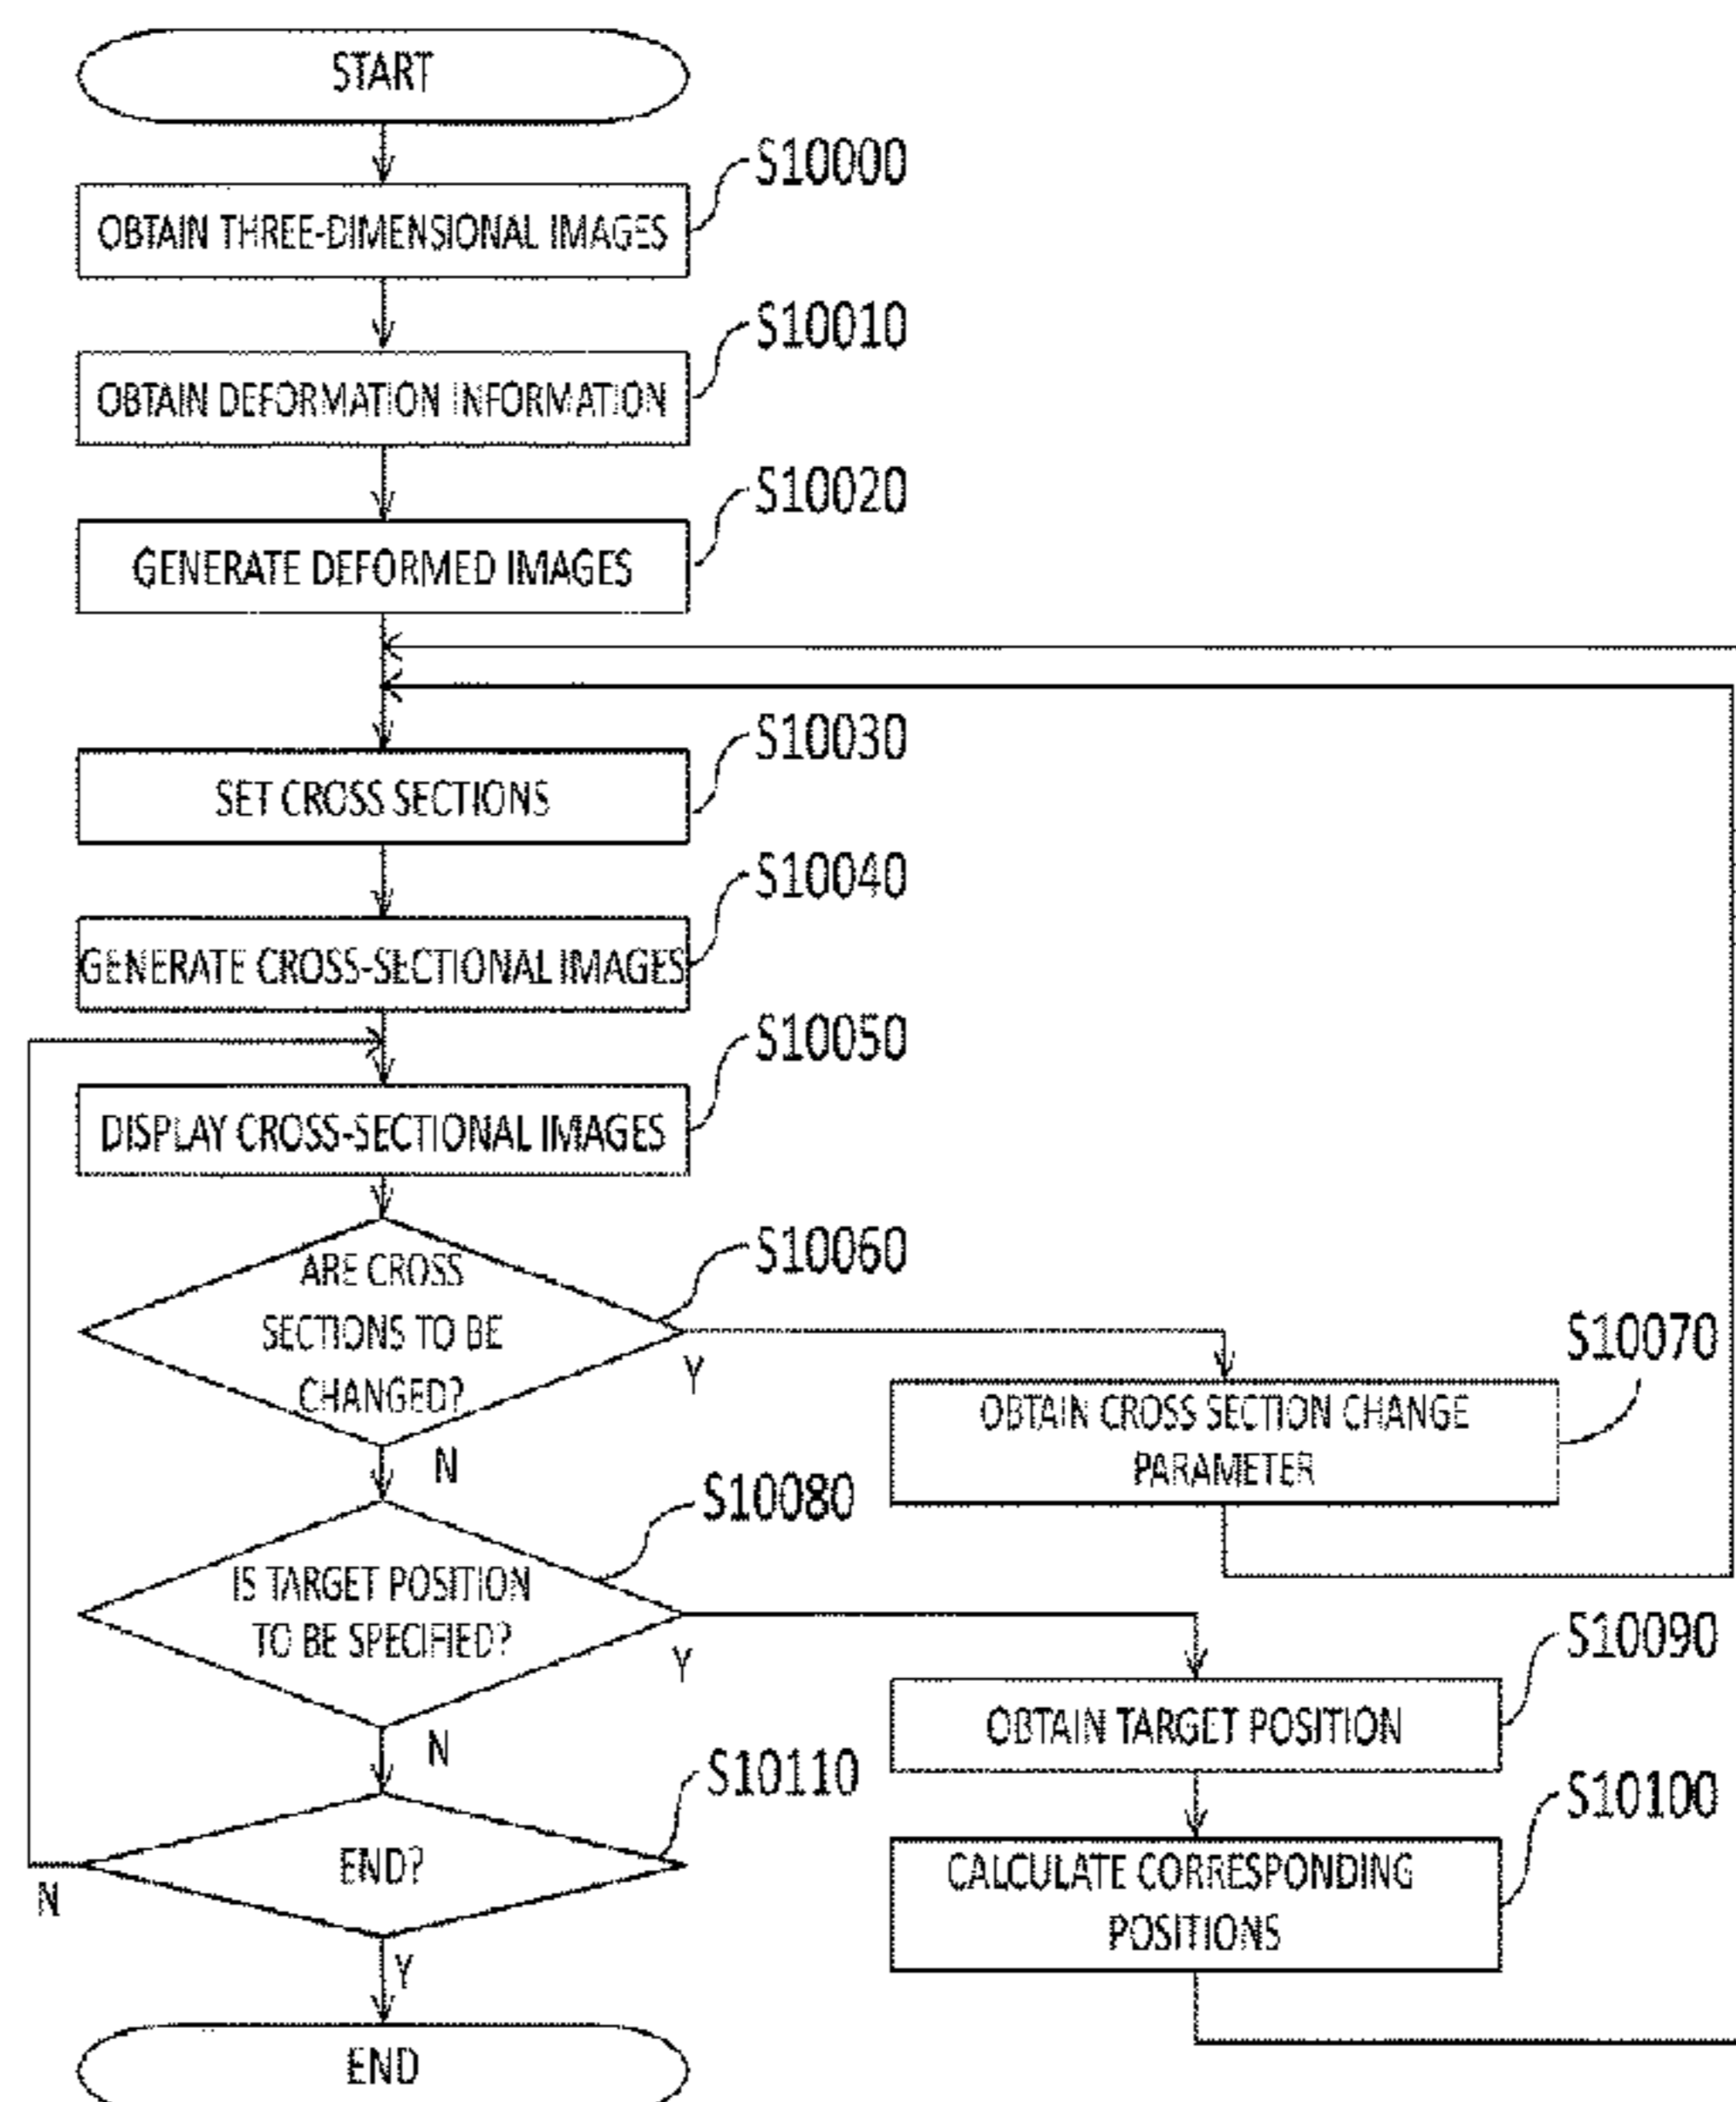 START
S10000
OBTAIN THREE-DIMENSIONAL IMAGES
S10010
OBTAIN DEFORMATION INFORMATION
S10020
GENERATE DEFORMED IMAGES
S10030
SET CROSS SECTIONS
S10040
GENERATE CROSS-SECTIONAL IMAGES
S10050
DISPLAY CROSS-SECTIONAL IMAGES
S10060
ARE CROSS
SECTIONS TO BE
CHANGED?
Y
N
S10070
OBTAIN CROSS SECTION CHANGE
PARAMETER
S10080
IS TARGET POSITION
TO BE SPECIFIED?
Y
N
S10090
OBTAIN TARGET POSITION
S10100
CALCULATE CORRESPONDING
POSITIONS
S10110
END?
N
Y
END